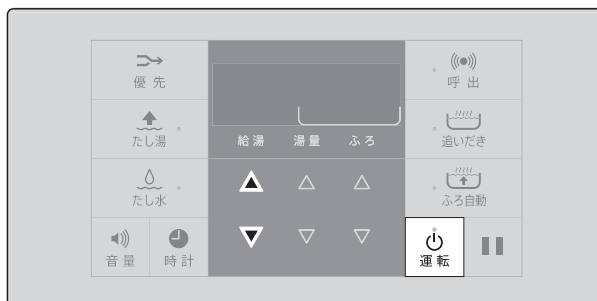 優先
呼出
たし湯
給湯 湯量 ふろ
追いだき
たし水
ふろ自動
音量
時計
運転